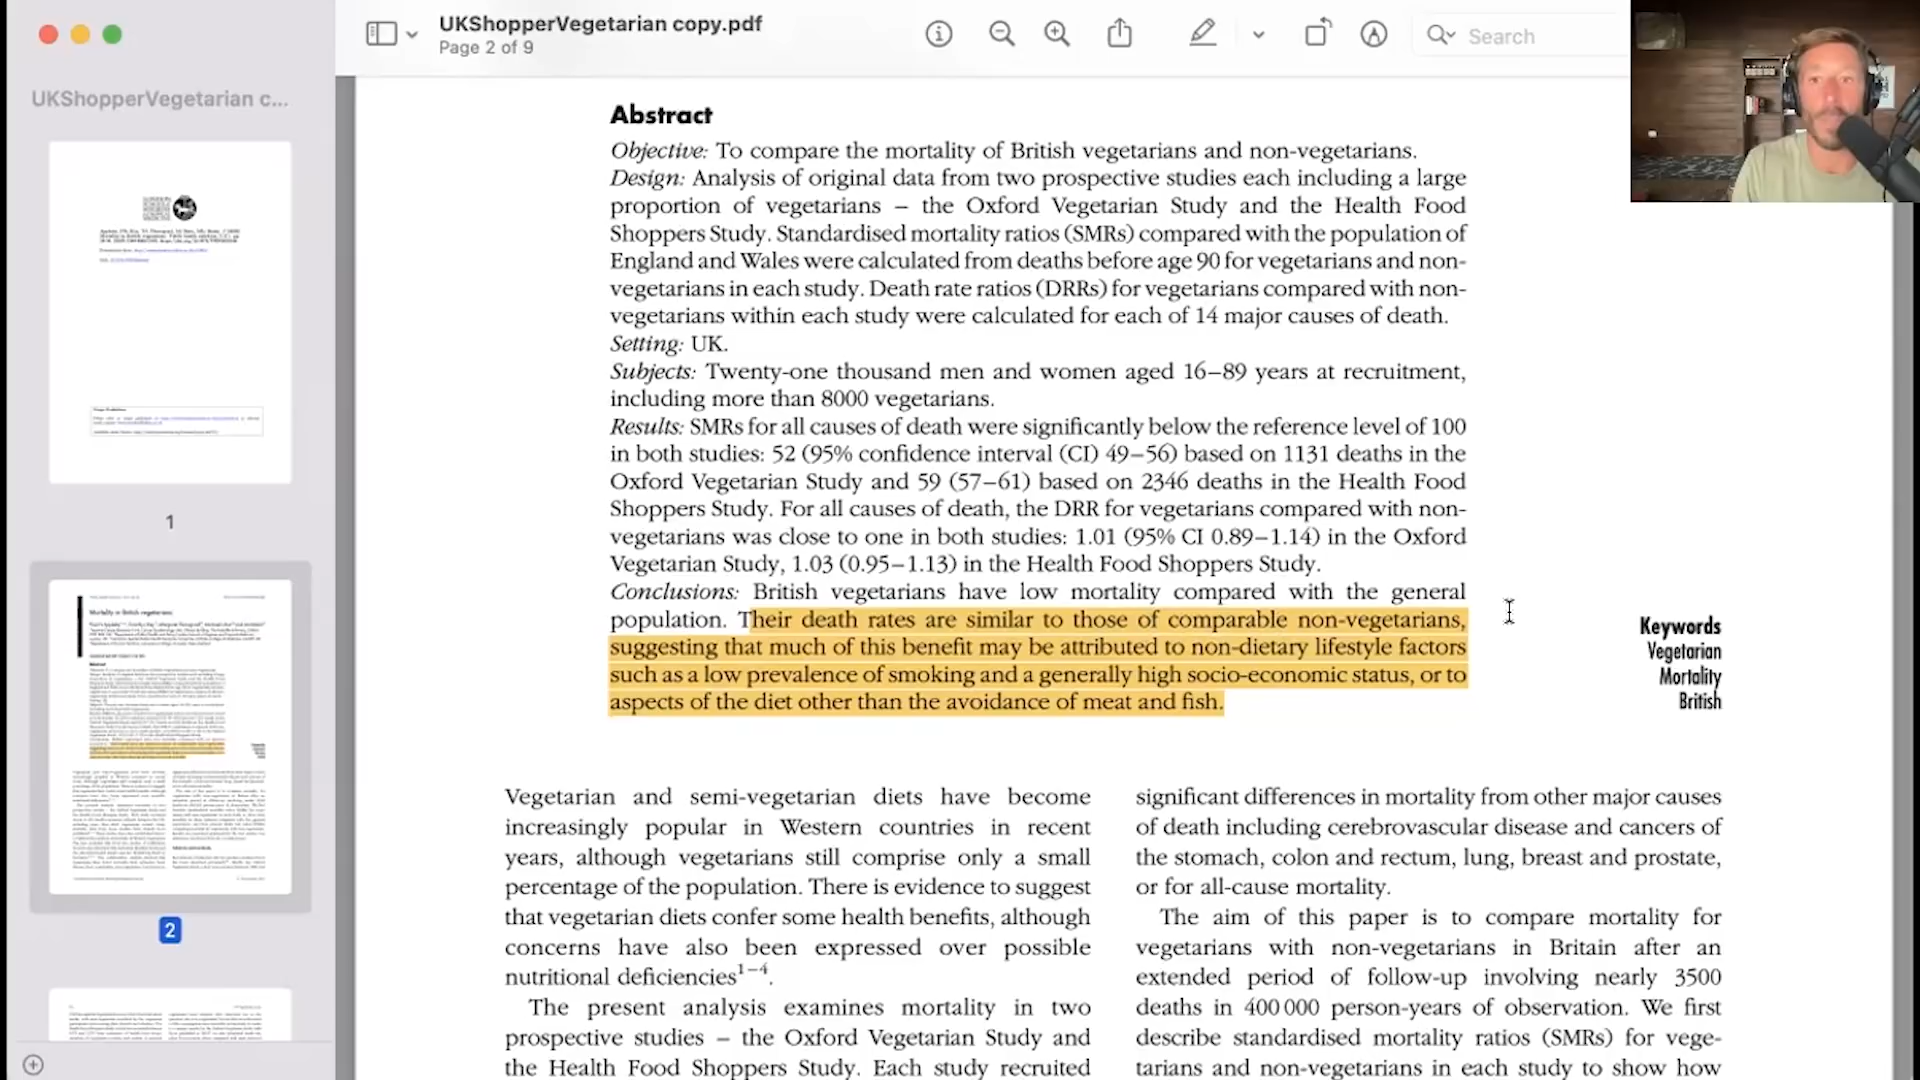 UKShopperVegetarian copy.pdf
Page 2 of 9
Search
UKShopperVegetarian c...
1
2
Abstract
Objective: To compare the mortality of British vegetarians and non-vegetarians.
Design: Analysis of original data from two prospective studies each including a large
proportion of vegetarians – the Oxford Vegetarian Study and the Health Food
Shoppers Study. Standardised mortality ratios (SMRs) compared with the population of
England and Wales were calculated from deaths before age 90 for vegetarians and non-
vegetarians in each study. Death rate ratios (DRRs) for vegetarians compared with non-
vegetarians within each study were calculated for each of 14 major causes of death.
Setting: UK.
Subjects: Twenty-one thousand men and women aged 16–89 years at recruitment,
including more than 8000 vegetarians.
Results: SMRs for all causes of death were significantly below the reference level of 100
in both studies: 52 (95% confidence interval (CI) 49–56) based on 1131 deaths in the
Oxford Vegetarian Study and 59 (57–61) based on 2346 deaths in the Health Food
Shoppers Study. For all causes of death, the DRR for vegetarians compared with non-
vegetarians was close to one in both studies: 1.01 (95% CI 0.89–1.14) in the Oxford
Vegetarian Study, 1.03 (0.95–1.13) in the Health Food Shoppers Study.
Conclusions: British vegetarians have low mortality compared with the general
population. Their death rates are similar to those of comparable non-vegetarians,
suggesting that much of this benefit may be attributed to non-dietary lifestyle factors
such as a low prevalence of smoking and a generally high socio-economic status, or to
aspects of the diet other than the avoidance of meat and fish.
Keywords
Vegetarian
Mortality
British
Vegetarian and semi-vegetarian diets have become
increasingly popular in Western countries in recent
years, although vegetarians still comprise only a small
percentage of the population. There is evidence to suggest
that vegetarian diets confer some health benefits, although
concerns have also been expressed over possible
nutritional deficiencies1–4.
The present analysis examines mortality in two
prospective studies – the Oxford Vegetarian Study and
the Health Food Shoppers Study. Each study recruited
significant differences in mortality from other major causes
of death including cerebrovascular disease and cancers of
the stomach, colon and rectum, lung, breast and prostate,
or for all-cause mortality.
The aim of this paper is to compare mortality for
vegetarians with non-vegetarians in Britain after an
extended period of follow-up involving nearly 3500
deaths in 400 000 person-years of observation. We first
describe standardised mortality ratios (SMRs) for vege-
tarians and non-vegetarians in each study to show how